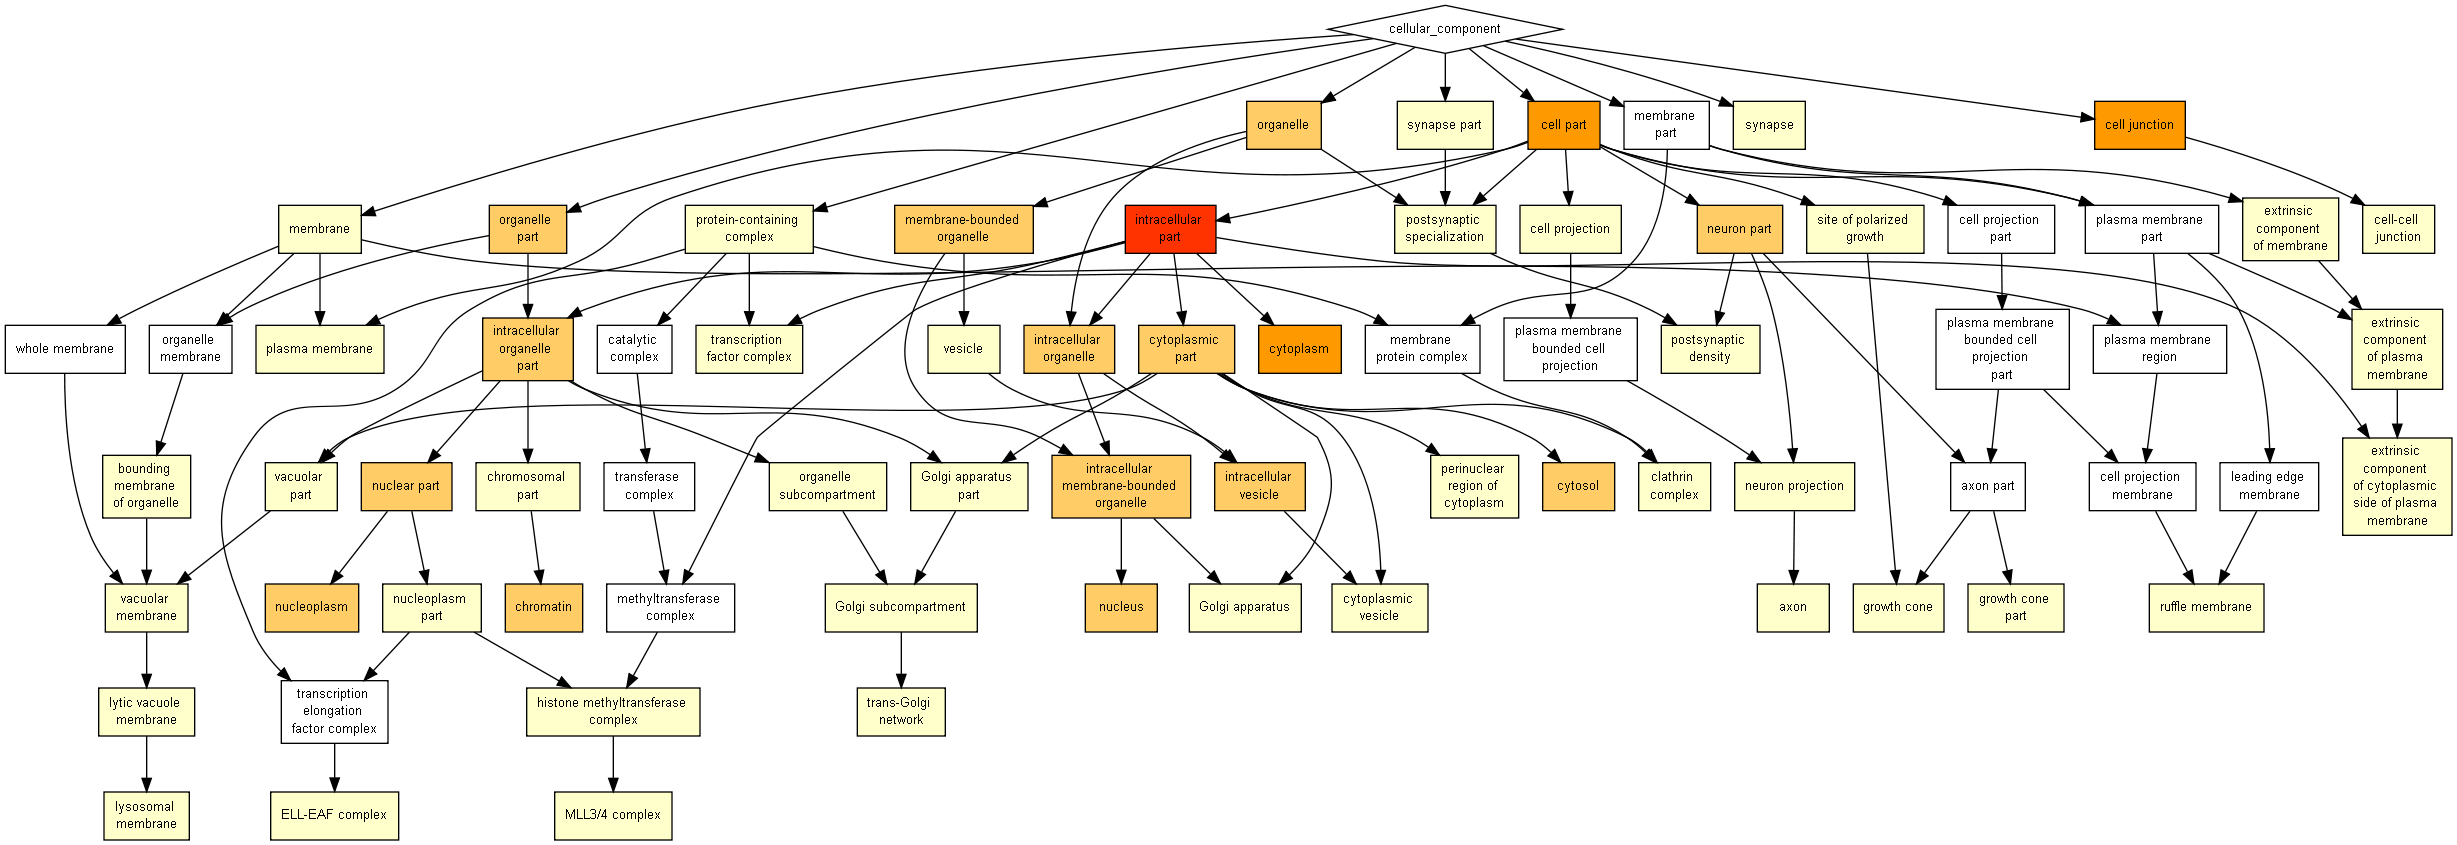 cellular_component
organelle
synapse part
cell part
membrane
part
synapse
cell junction
membrane
organelle
part
protein-containing
complex
membrane-bounded
organelle
intracellular
part
postsynaptic
specialization
cell projection
neuron part
site of polarized
growth
cell projection
part
plasma membrane
part
extrinsic
component
of membrane
cell-cell
junction
whole membrane
organelle
membrane
plasma membrane
intracellular
organelle
part
catalytic
complex
transcription
factor complex
vesicle
intracellular
organelle
cytoplasmic
part
cytoplasm
membrane
protein complex
plasma membrane
bounded cell
projection
postsynaptic
density
plasma membrane
bounded cell
projection
part
plasma membrane
region
extrinsic
component
of plasma
membrane
bounding
membrane
of organelle
vacuolar
part
nuclear part
chromosomal
part
transferase
complex
organelle
subcompartment
Golgi apparatus
part
intracellular
membrane-bounded
organelle
intracellular
vesicle
perinuclear
region of
cytoplasm
cytosol
clathrin
complex
neuron projection
axon part
cell projection
membrane
leading edge
membrane
extrinsic
component
of cytoplasmic
side of plasma
membrane
vacuolar
membrane
nucleoplasm
nucleoplasm
part
chromatin
methyltransferase
complex
Golgi subcompartment
nucleus
Golgi apparatus
cytoplasmic
vesicle
axon
growth cone
growth cone
part
ruffle membrane
lytic vacuole
membrane
transcription
elongation
factor complex
histone methyltransferase
complex
trans-Golgi
network
lysosomal
membrane
ELL-EAF complex
MLL3/4 complex